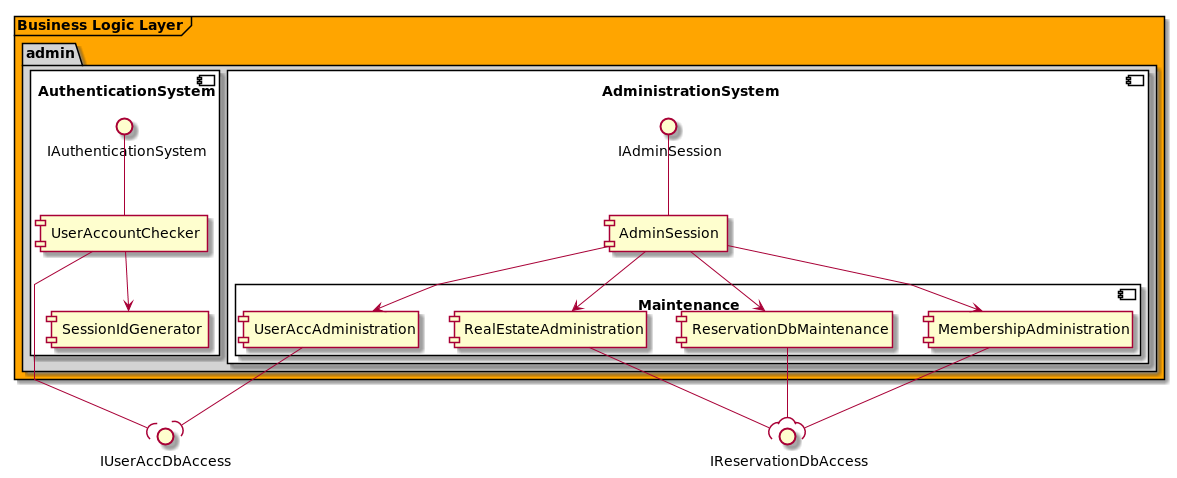 Business Logic Layer
admin
AuthenticationSystem
AdministrationSystem
IAuthenticationSystem
IAdminSession
UserAccountChecker
AdminSession
Maintenance
SessionIdGenerator
UserAccAdministration
RealEstateAdministration
ReservationDbMaintenance
MembershipAdministration
IUserAccDbAccess
IReservationDbAccess